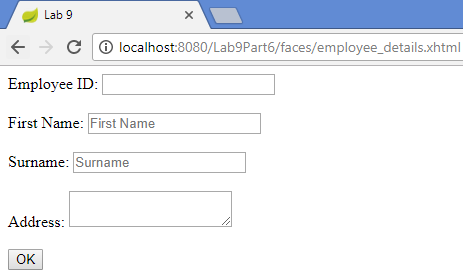 Lab 9
localhost:8080/Lab9Part6/faces/employee_details.xhtml
Employee ID:
First Name: First Name
Surname: Surname
Address:
OK